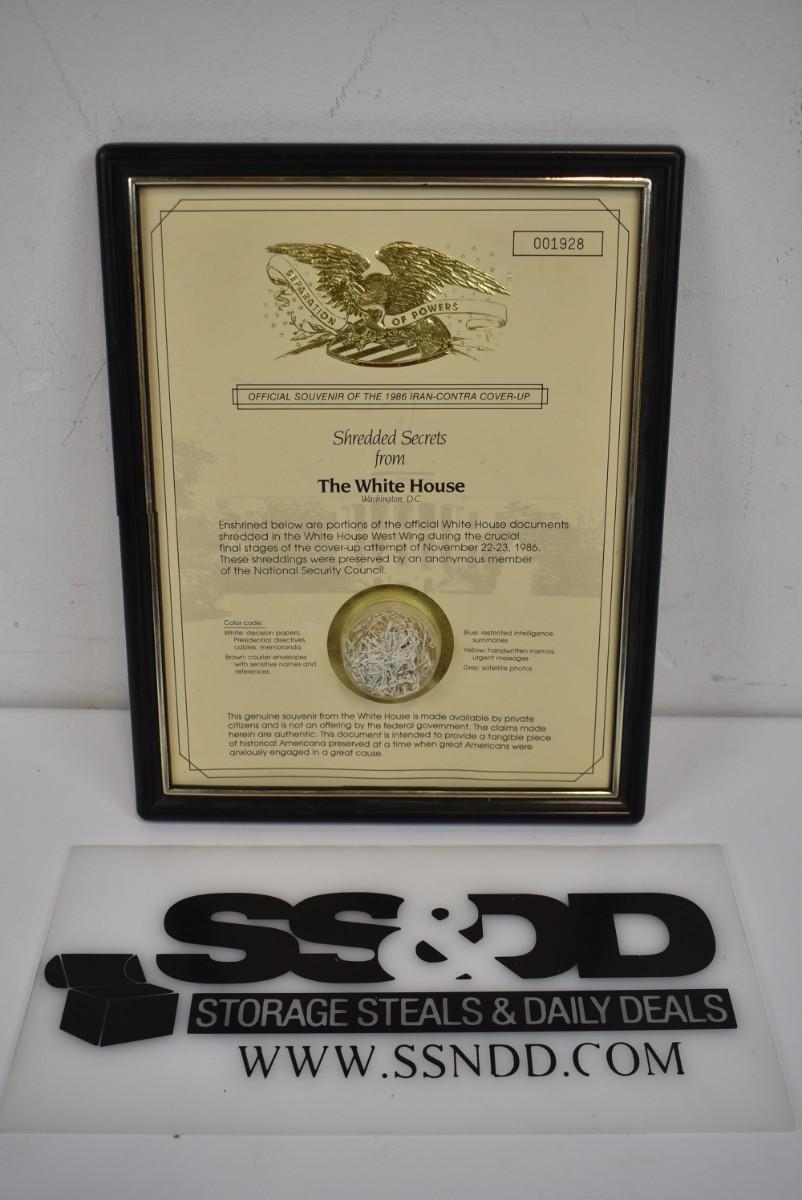 001928
SEPARATION OF POWERS
OFFICIAL SOUVENIR OF THE 1986 IRAN-CONTRA COVER-UP
Shredded Secrets
from
The White House
Washington, D.C.
Enshrined below are portions of the official White House documents
shredded in the White House West Wing during the crucial
final stages of the cover-up attempt of November 22-23, 1986.
These shreddings were preserved by an anonymous member
of the National Security Council.
Color code:
White: decision papers,
Presidential directives,
cables, memoranda
Brown: courier envelopes
with sensitive names and
references
Blue: restricted intelligence
summaries
Yellow: handwritten memos,
urgent messages
Grey: satellite photos
This genuine souvenir from the White House is made available by private
citizens and is not an offering by the federal government. The claims made
herein are authentic. This document is intended to provide a tangible piece
of historical Americana preserved at a time when great Americans were
anxiously engaged in a great cause.
SS&DD
STORAGE STEALS & DAILY DEALS
WWW.SSNDD.COM